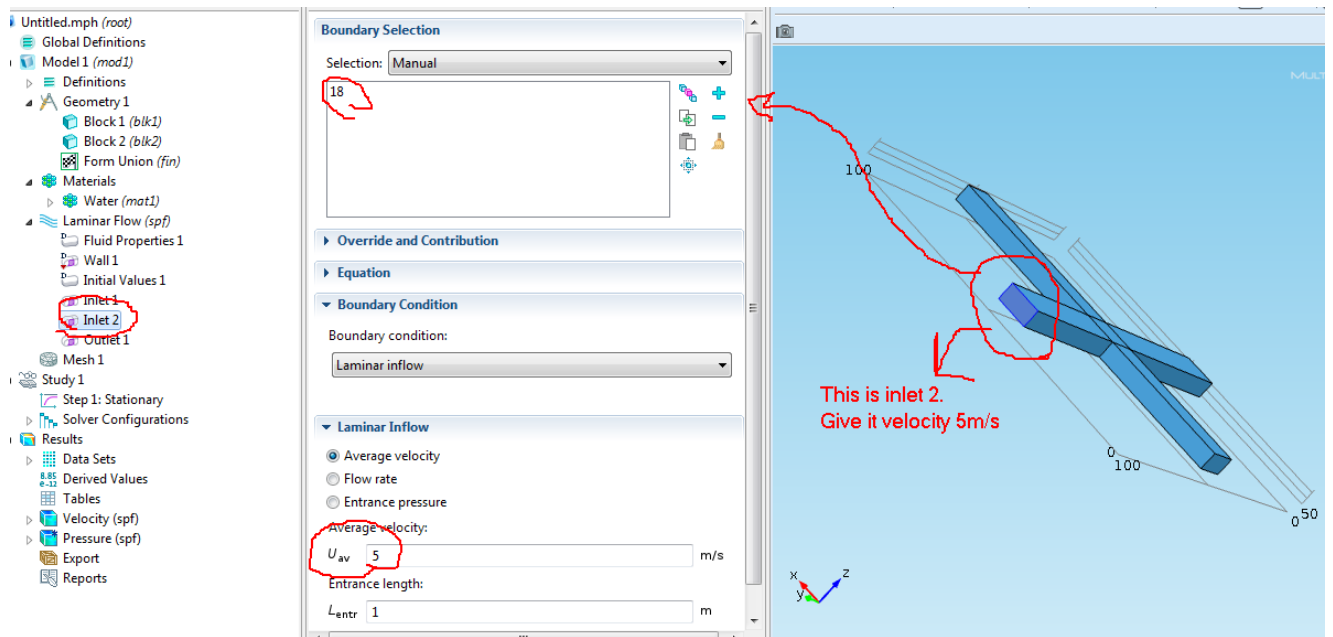 Untitled.mph (root)
Global Definitions
Model 1 (mod1)
Definitions
Geometry 1
Block 1 (blk1)
Block 2 (blk2)
Form Union (fin)
Materials
Water (mat1)
Laminar Flow (spf)
Fluid Properties 1
Wall 1
Initial Values 1
Inlet 1
Inlet 2
Outlet 1
Mesh 1
Study 1
Step 1: Stationary
Solver Configurations
Results
Data Sets
8.85
e-12
Derived Values
Tables
Velocity (spf)
Pressure (spf)
Export
Reports
Boundary Selection
Selection: Manual
18
Override and Contribution
Equation
Boundary Condition
Boundary condition:
Laminar inflow
Laminar Inflow
Average velocity
Flow rate
Entrance pressure
Average velocity:
Uav 5 m/s
Entrance length:
Lentr 1 m
MULT
100
This is inlet 2.
Give it velocity 5m/s
0
100
0 50
x z
y